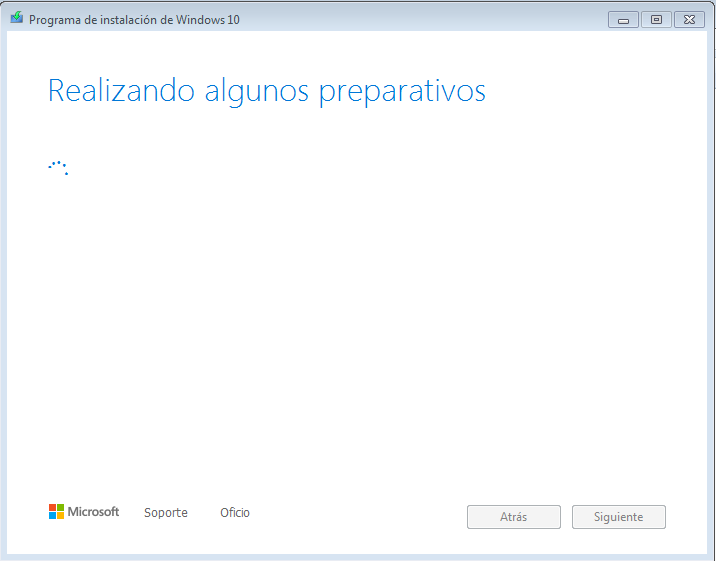 Programa de instalación de Windows 10
Realizando algunos preparativos
Microsoft Soporte Oficio Atrás Siguiente